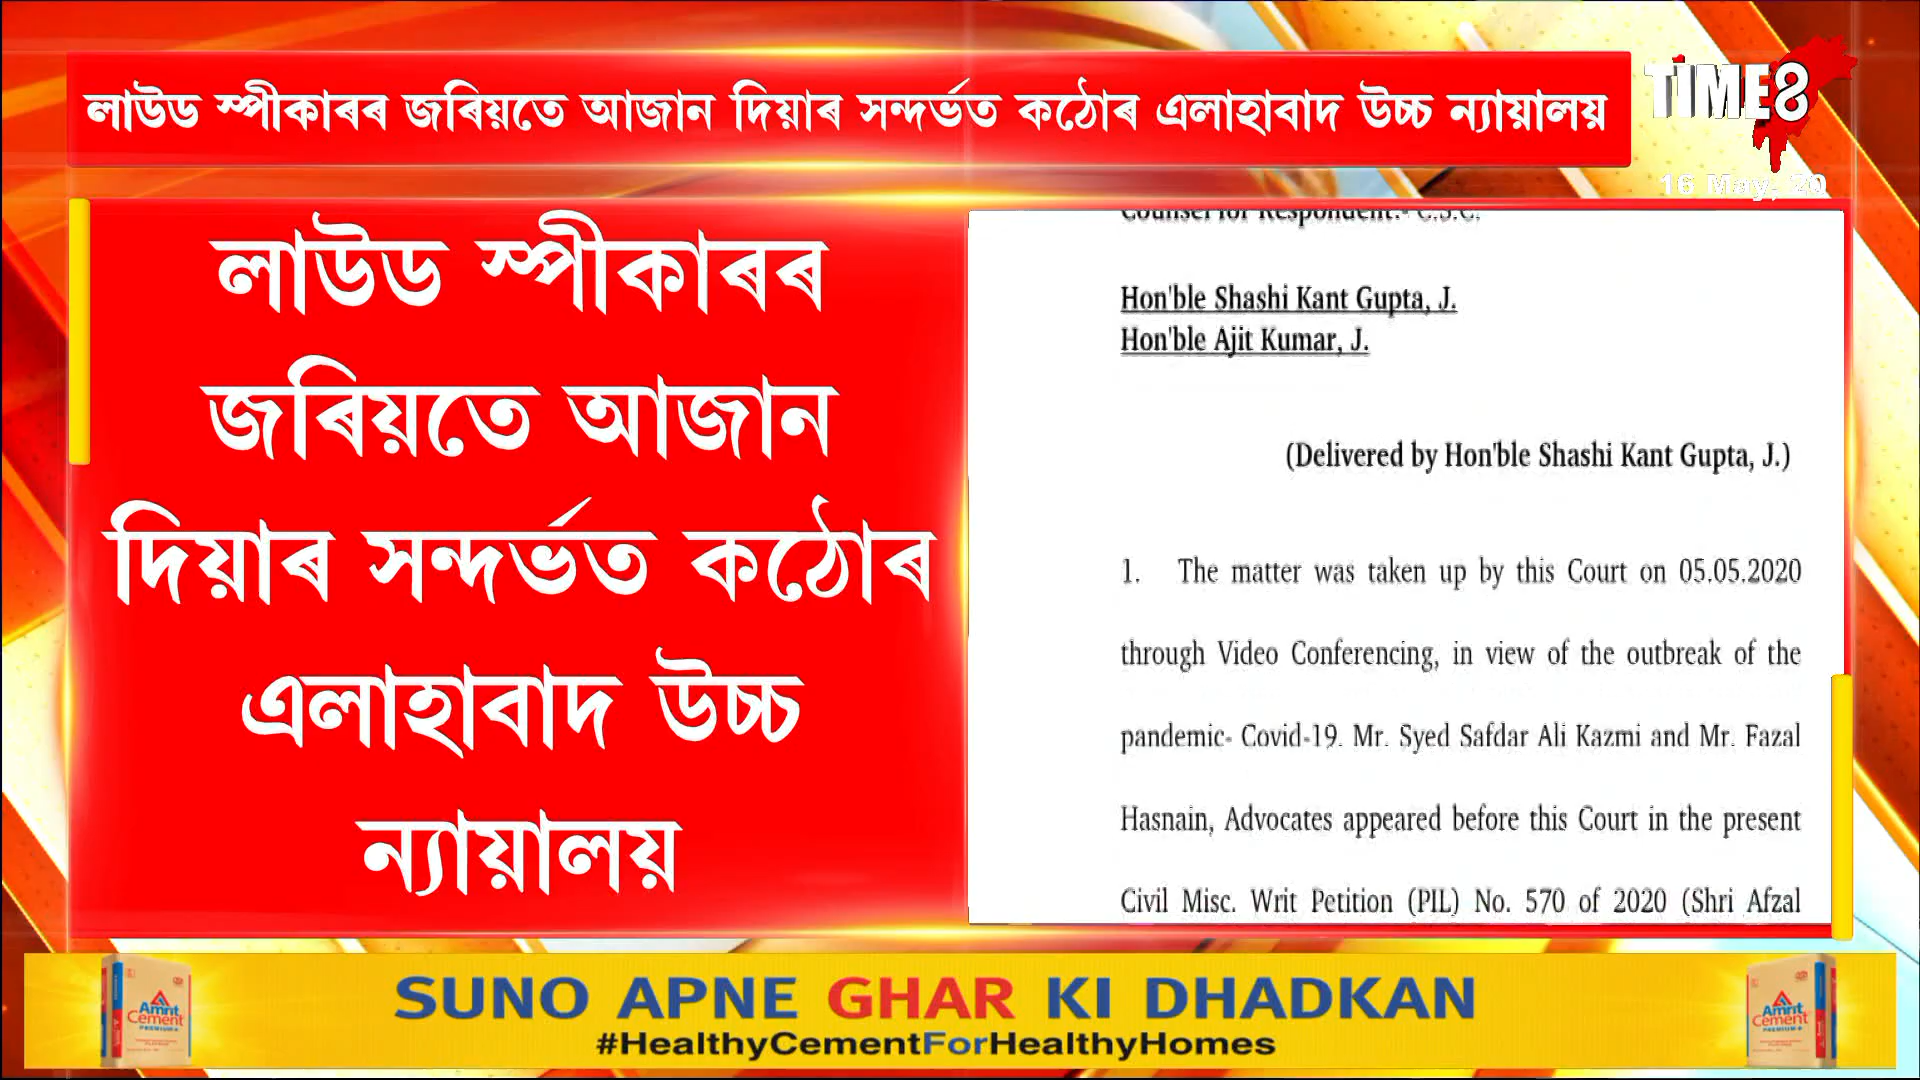 লাউড স্পীকাৰৰ জৰিয়তে আজান দিয়াৰ সন্দৰ্ভত কঠোৰ এলাহাবাদ উচ্চ ন্যায়ালয়
TIME8
16 May, 20
লাউড স্পীকাৰৰ
জৰিয়তে আজান
দিয়াৰ সন্দৰ্ভত কঠোৰ
এলাহাবাদ উচ্চ
ন্যায়ালয়
Counsel for Respondent:- C.S.C.
Hon'ble Shashi Kant Gupta, J.
Hon'ble Ajit Kumar, J.
(Delivered by Hon'ble Shashi Kant Gupta, J.)
1. The matter was taken up by this Court on 05.05.2020
through Video Conferencing, in view of the outbreak of the
pandemic- Covid-19. Mr. Syed Safdar Ali Kazmi and Mr. Fazal
Hasnain, Advocates appeared before this Court in the present
Civil Misc. Writ Petition (PIL) No. 570 of 2020 (Shri Afzal
SUNO APNE GHAR KI DHADKAN
#HealthyCementForHealthyHomes
Amrit
Cement
PREMIUM+
Amrit
Cement
PREMIUM+